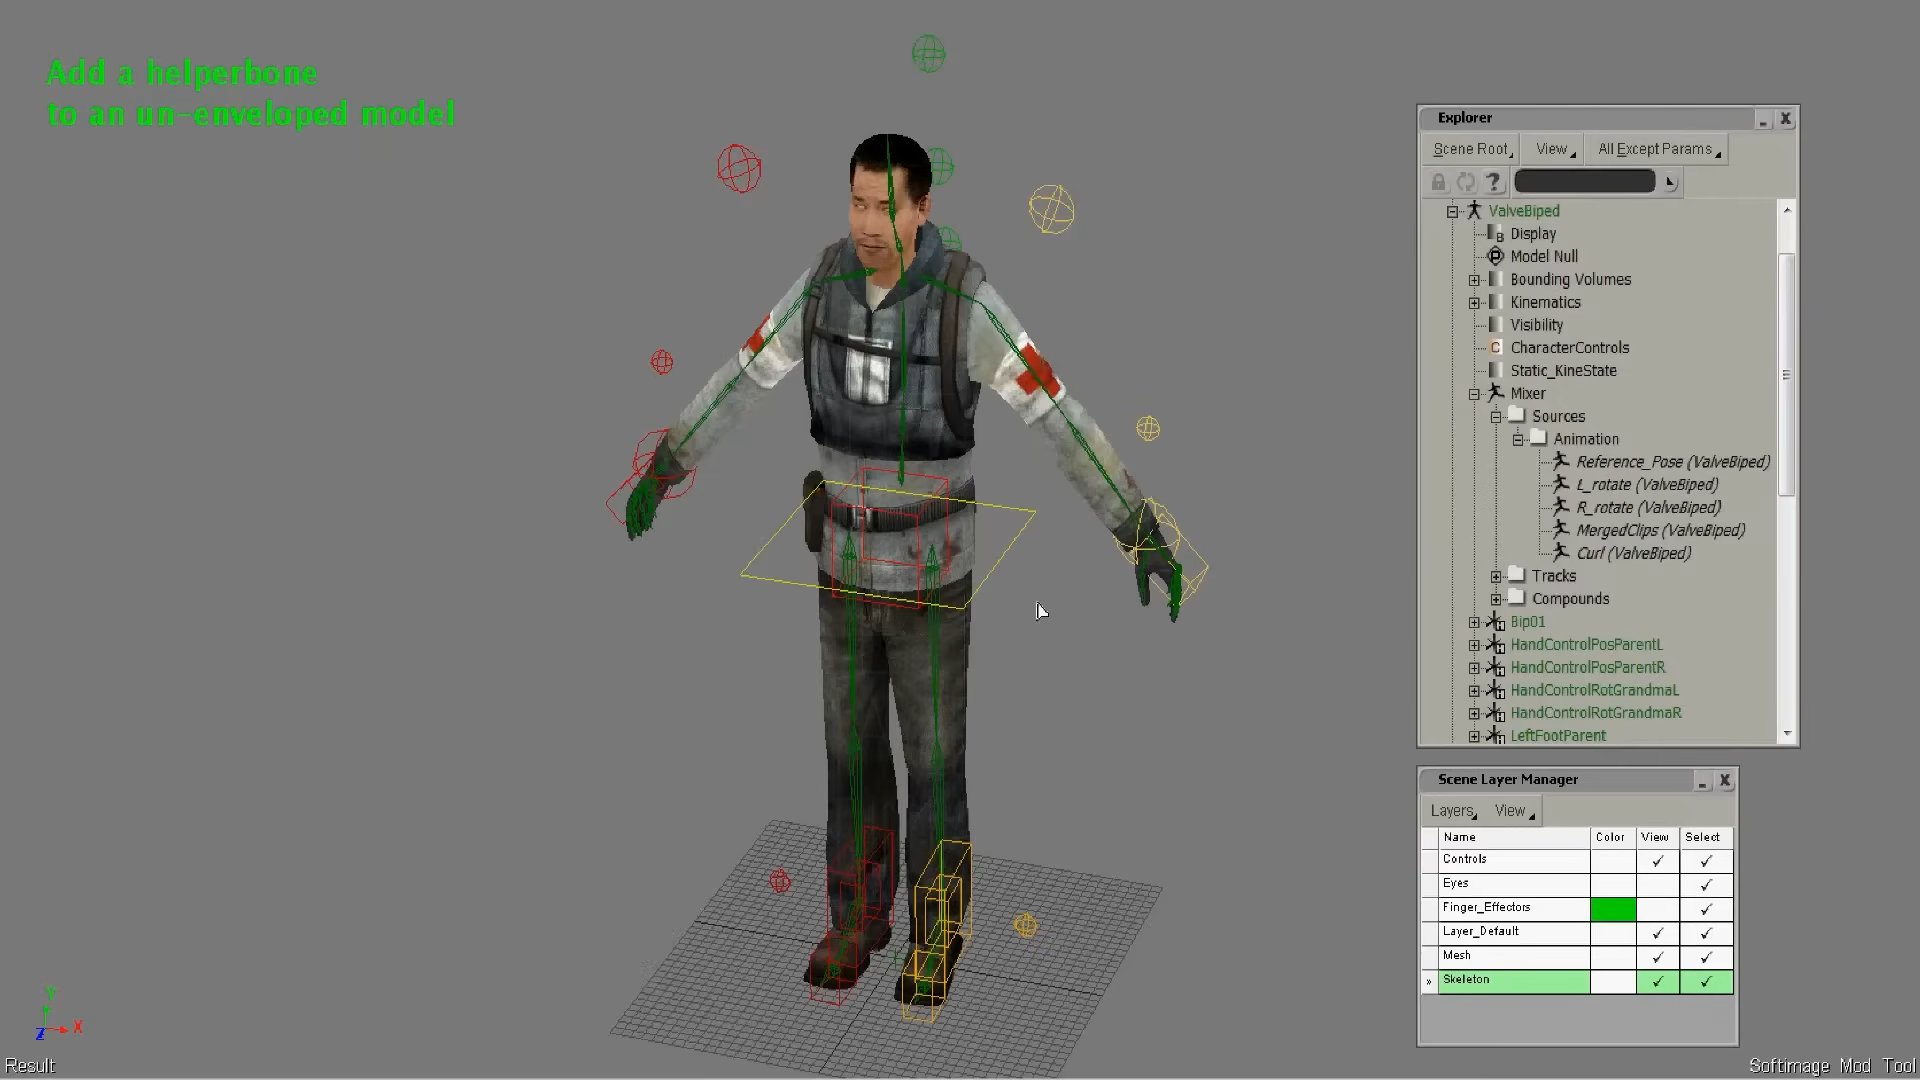 Add a helperbone
to an un-enveloped model
Explorer
Scene Root View All Except Params
ValveBiped
Display
Model Null
Bounding Volumes
Kinematics
Visibility
CharacterControls
Static_KineState
Mixer
Sources
Animation
Reference_Pose (ValveBiped)
L_rotate (ValveBiped)
R_rotate (ValveBiped)
MergedClips (ValveBiped)
Curl (ValveBiped)
Tracks
Compounds
Bip01
HandControlPosParentL
HandControlPosParentR
HandControlRotGrandmaL
HandControlRotGrandmaR
LeftFootParent
Scene Layer Manager
Layers View
Name Color View Select
Controls
Eyes
Finger_Effectors
Layer_Default
Mesh
Skeleton
Y
X
Z
Result
Softimage Mod Tool